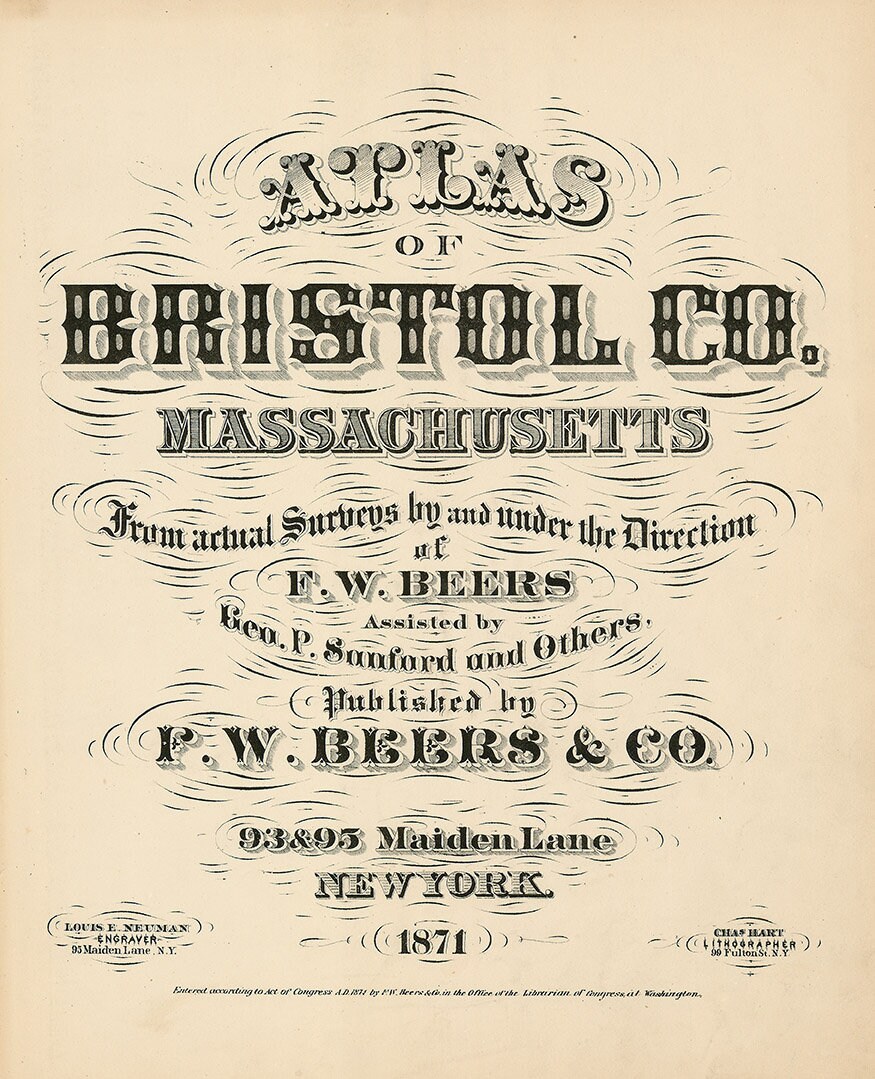 ATLAS
OF
BRISTOL CO.
MASSACHUSETTS
From actual Surveys by and under the Direction
of
F. W. BEERS
Assisted by
Geo. P. Sanford and Others.
Published by
F. W. BEERS & CO.
93 & 95 Maiden Lane
NEW YORK.
1871
LOUIS E. NEUMAN
ENGRAVER
95 Maiden Lane, N.Y.
CHAS HART
LITHOGRAPHER
99 Fulton St. N.Y
Entered according to Act of Congress A.D. 1871 by F.W. Beers & Co. in the Office of the Librarian of Congress, at Washington.